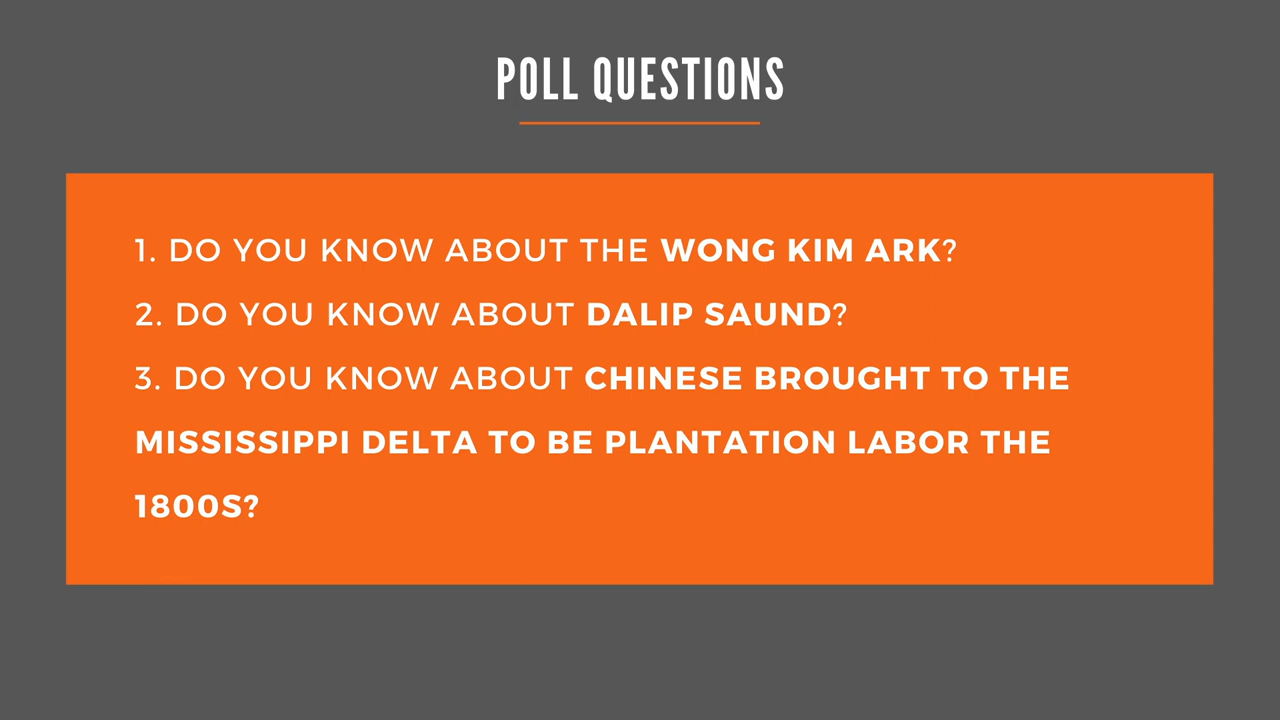 POLL QUESTIONS
1. DO YOU KNOW ABOUT THE WONG KIM ARK?
2. DO YOU KNOW ABOUT DALIP SAUND?
3. DO YOU KNOW ABOUT CHINESE BROUGHT TO THE
MISSISSIPPI DELTA TO BE PLANTATION LABOR THE
1800S?